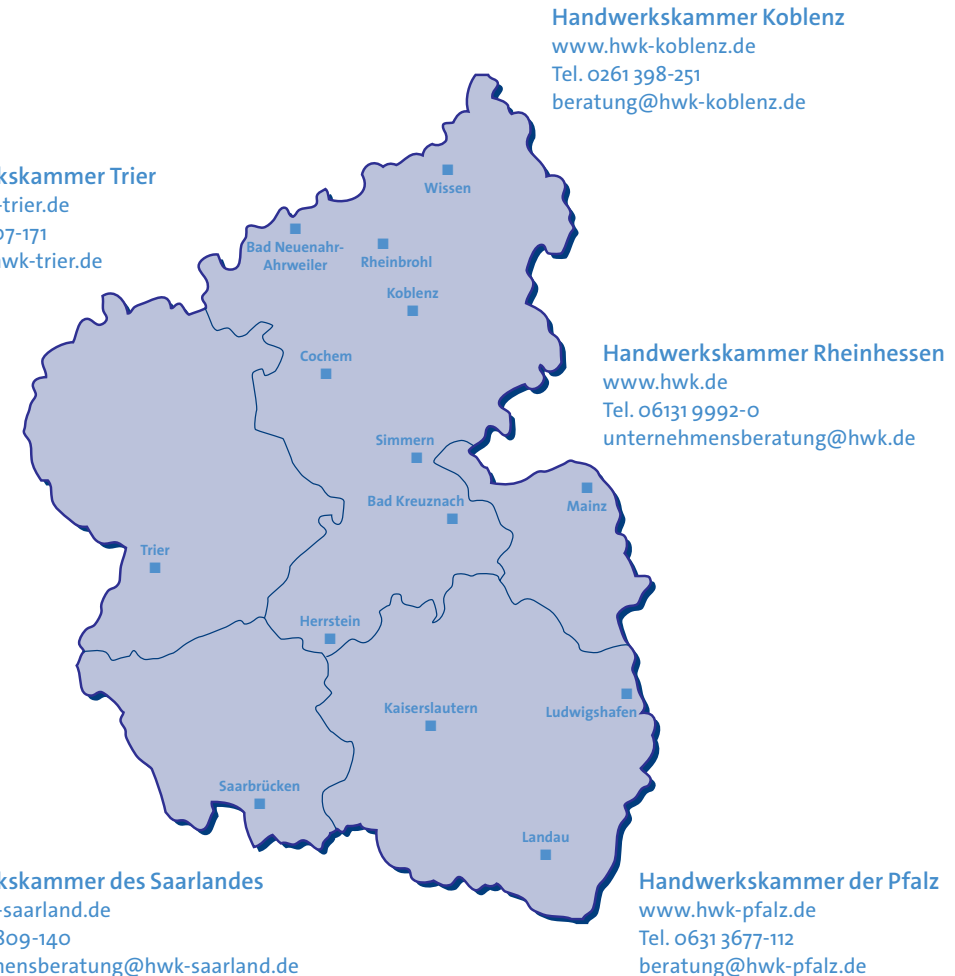 Handwerkskammer Koblenz
www.hwk-koblenz.de
Tel. 0261 398-251
beratung@hwk-koblenz.de
kskammer Trier
-trier.de
07-171
wk-trier.de
Wissen
Bad Neuenahr-
Ahrweiler
Rheinbrohl
Koblenz
Cochem
Handwerkskammer Rheinhessen
www.hwk.de
Tel. 06131 9992-0
unternehmensberatung@hwk.de
Simmern
Bad Kreuznach
Mainz
Trier
Herrstein
Kaiserslautern
Ludwigshafen
Saarbrücken
Landau
kskammer des Saarlandes
-saarland.de
809-140
mensberatung@hwk-saarland.de
Handwerkskammer der Pfalz
www.hwk-pfalz.de
Tel. 0631 3677-112
beratung@hwk-pfalz.de